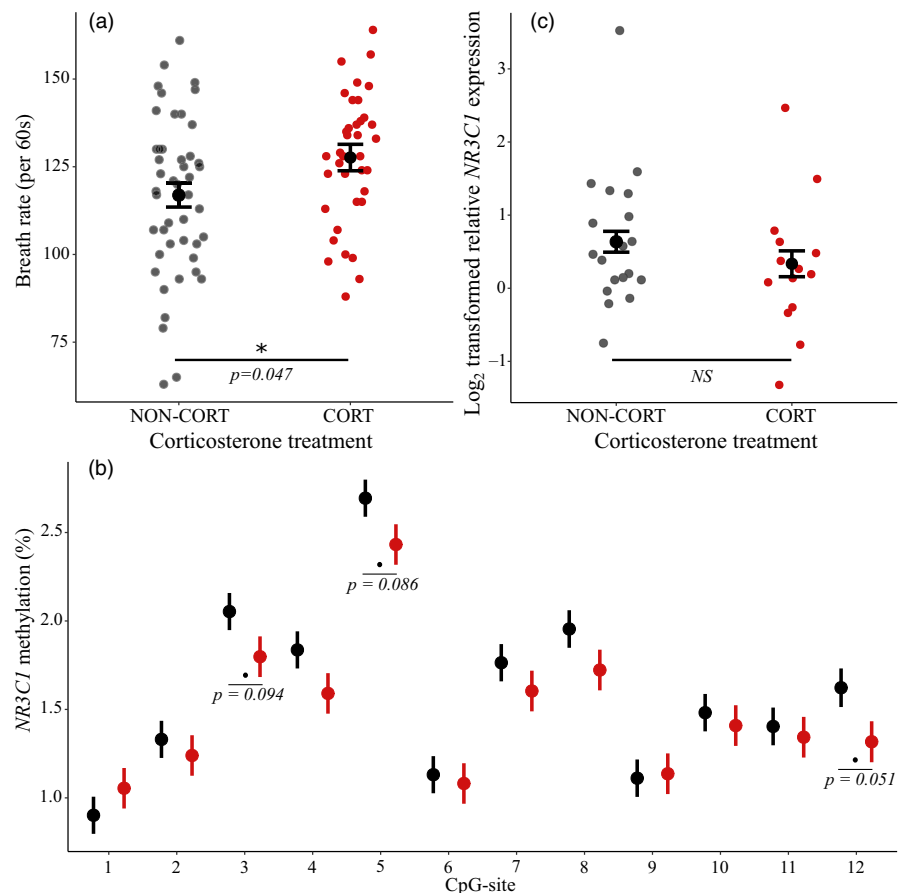 (a)
Breath rate (per 60s)
150
125
100
75
*
p=0.047
NON-CORT CORT
Corticosterone treatment
(c)
Log₂ transformed relative NR3C1 expression
3
2
1
0
−1
NS
NON-CORT CORT
Corticosterone treatment
(b)
NR3C1 methylation (%)
2.5
2.0
1.5
1.0
p = 0.094
p = 0.086
p = 0.051
1 2 3 4 5 6 7 8 9 10 11 12
CpG-site